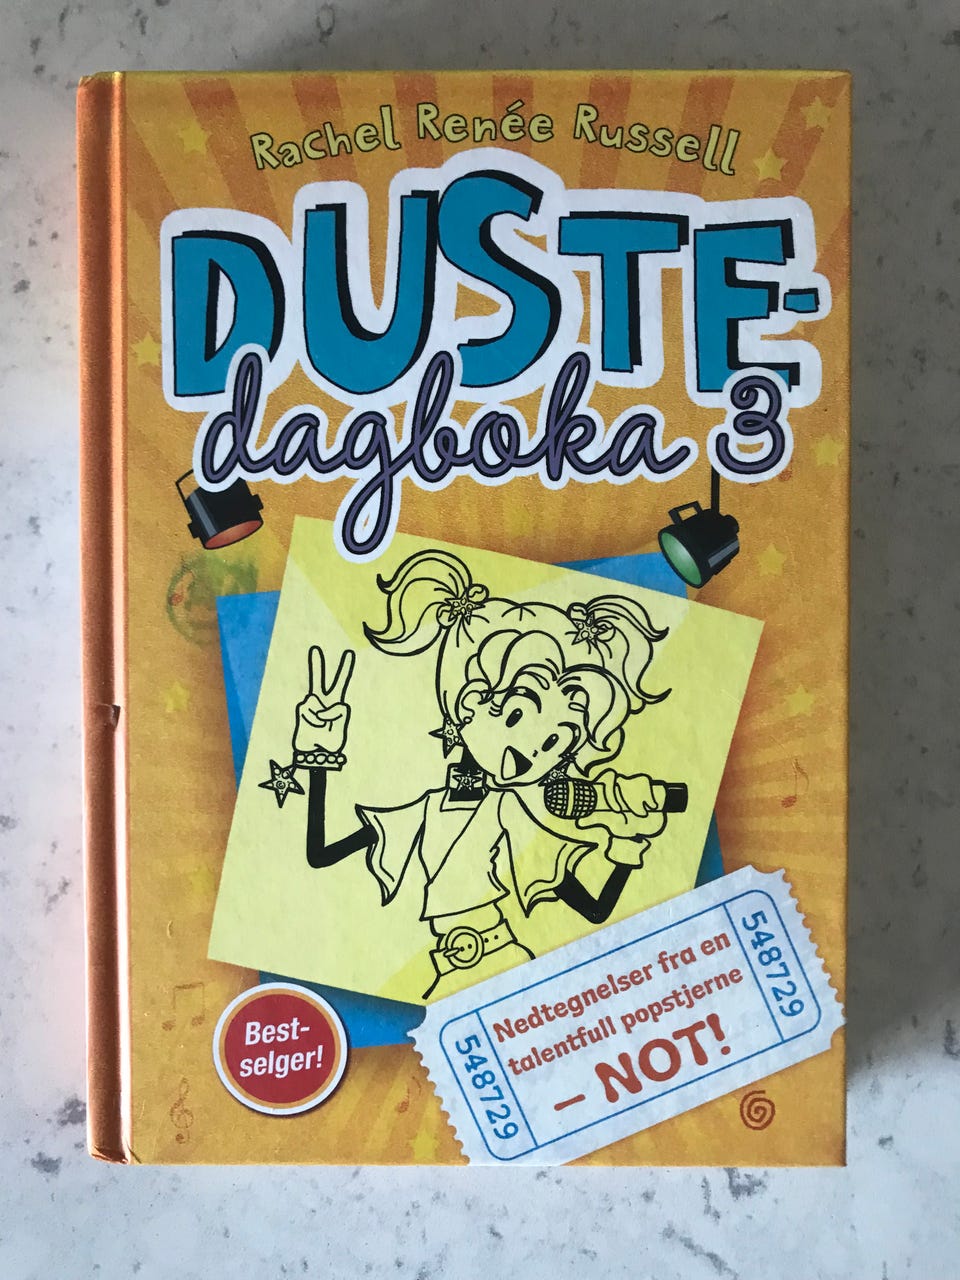 Rachel Renée Russell
DUSTE-
dagboka 3
Nedtegnelser fra en
talentfull popstjerne
– NOT!
548729
548729
Best-
selger!